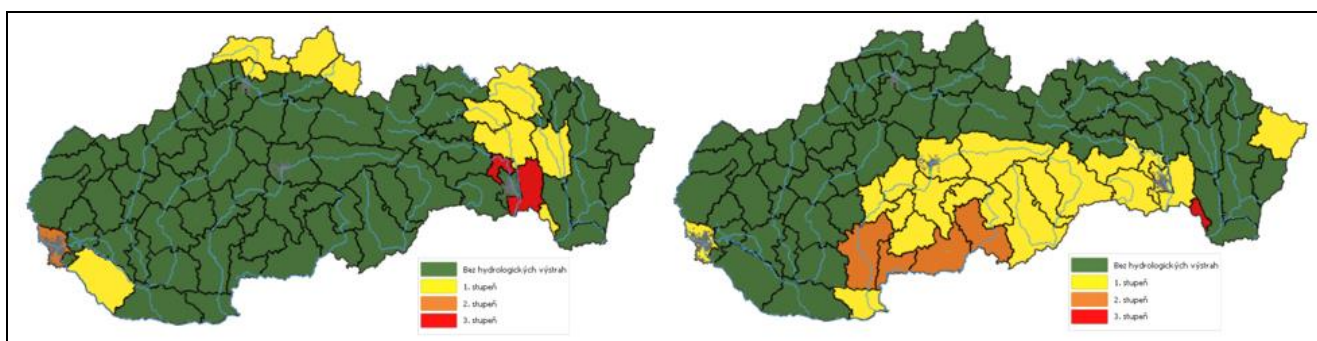 Bez hydrologických výstrah
1. stupeň
2. stupeň
3. stupeň
Bez hydrologických výstrah
1. stupeň
2. stupeň
3. stupeň